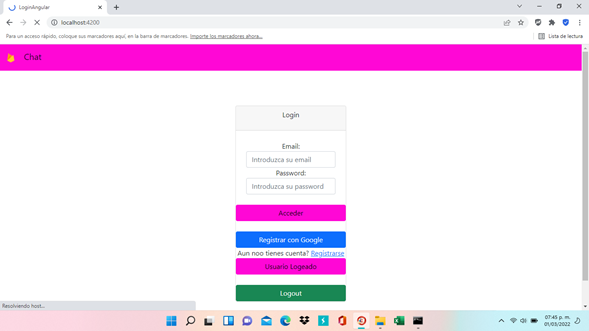 LoginAngular
localhost:4200
Para un acceso rápido, coloque sus marcadores aquí, en la barra de marcadores. Importe los marcadores ahora...
Lista de lectura
Chat
Login
Email:
Introduzca su email
Password:
Introduzca su password
Acceder
Registrar con Google
Aun noo tienes cuenta? Registrarse
Usuario Logeado
Logout
Resolviendo host...
07:45 p. m.
01/03/2022